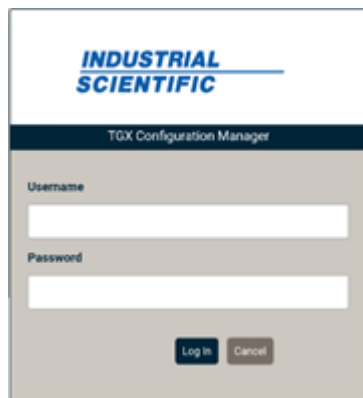 INDUSTRIAL
SCIENTIFIC
TGX Configuration Manager
Username
Password
Log In
Cancel